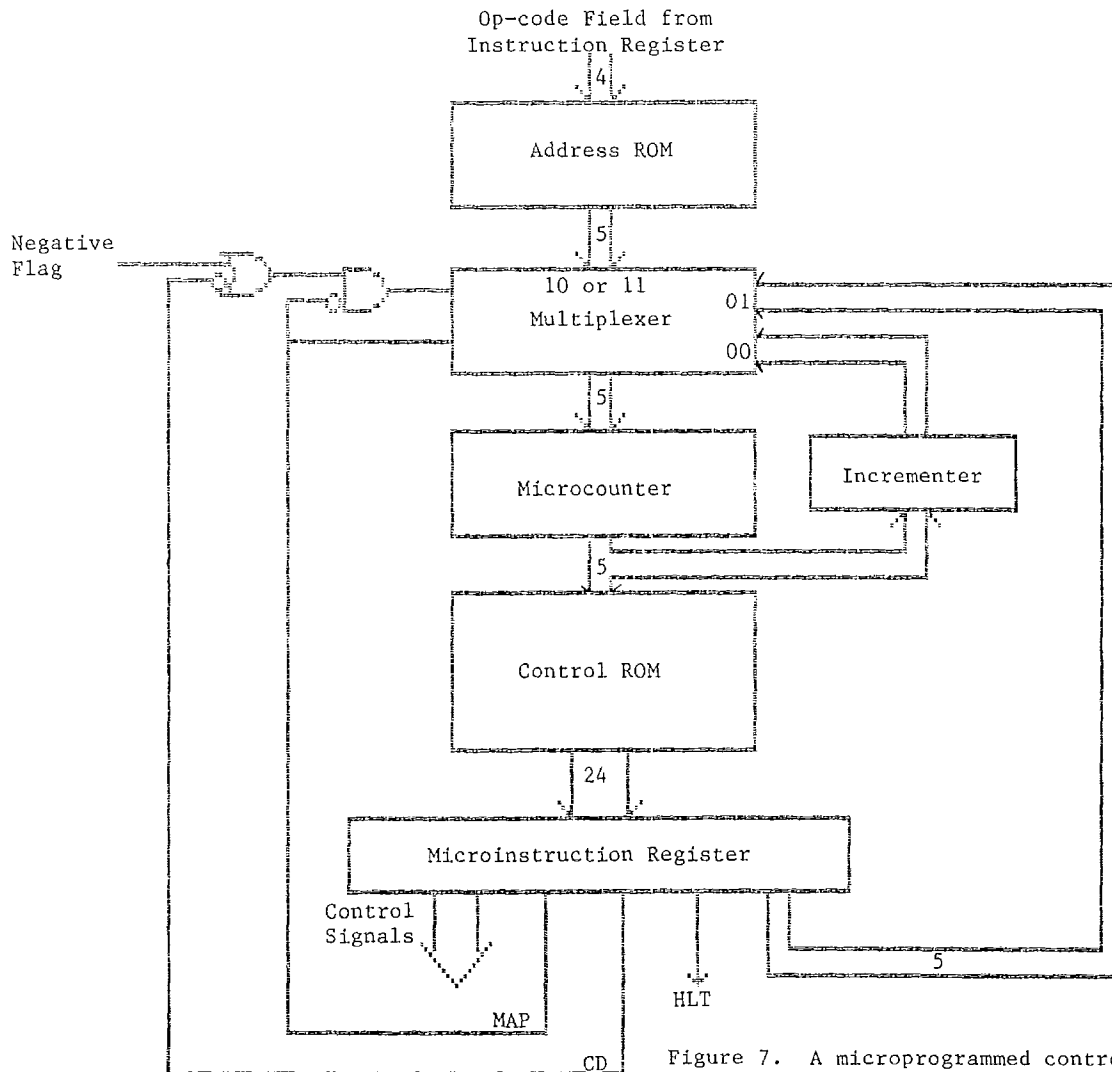 Op-code Field from
Instruction Register
4
Address ROM
5
Negative
Flag
10 or 11
01
Multiplexer
00
5
Microcounter
Incrementer
5
Control ROM
24
Microinstruction Register
Control
Signals
5
HLT
MAP
CD
Figure 7. A microprogrammed contro